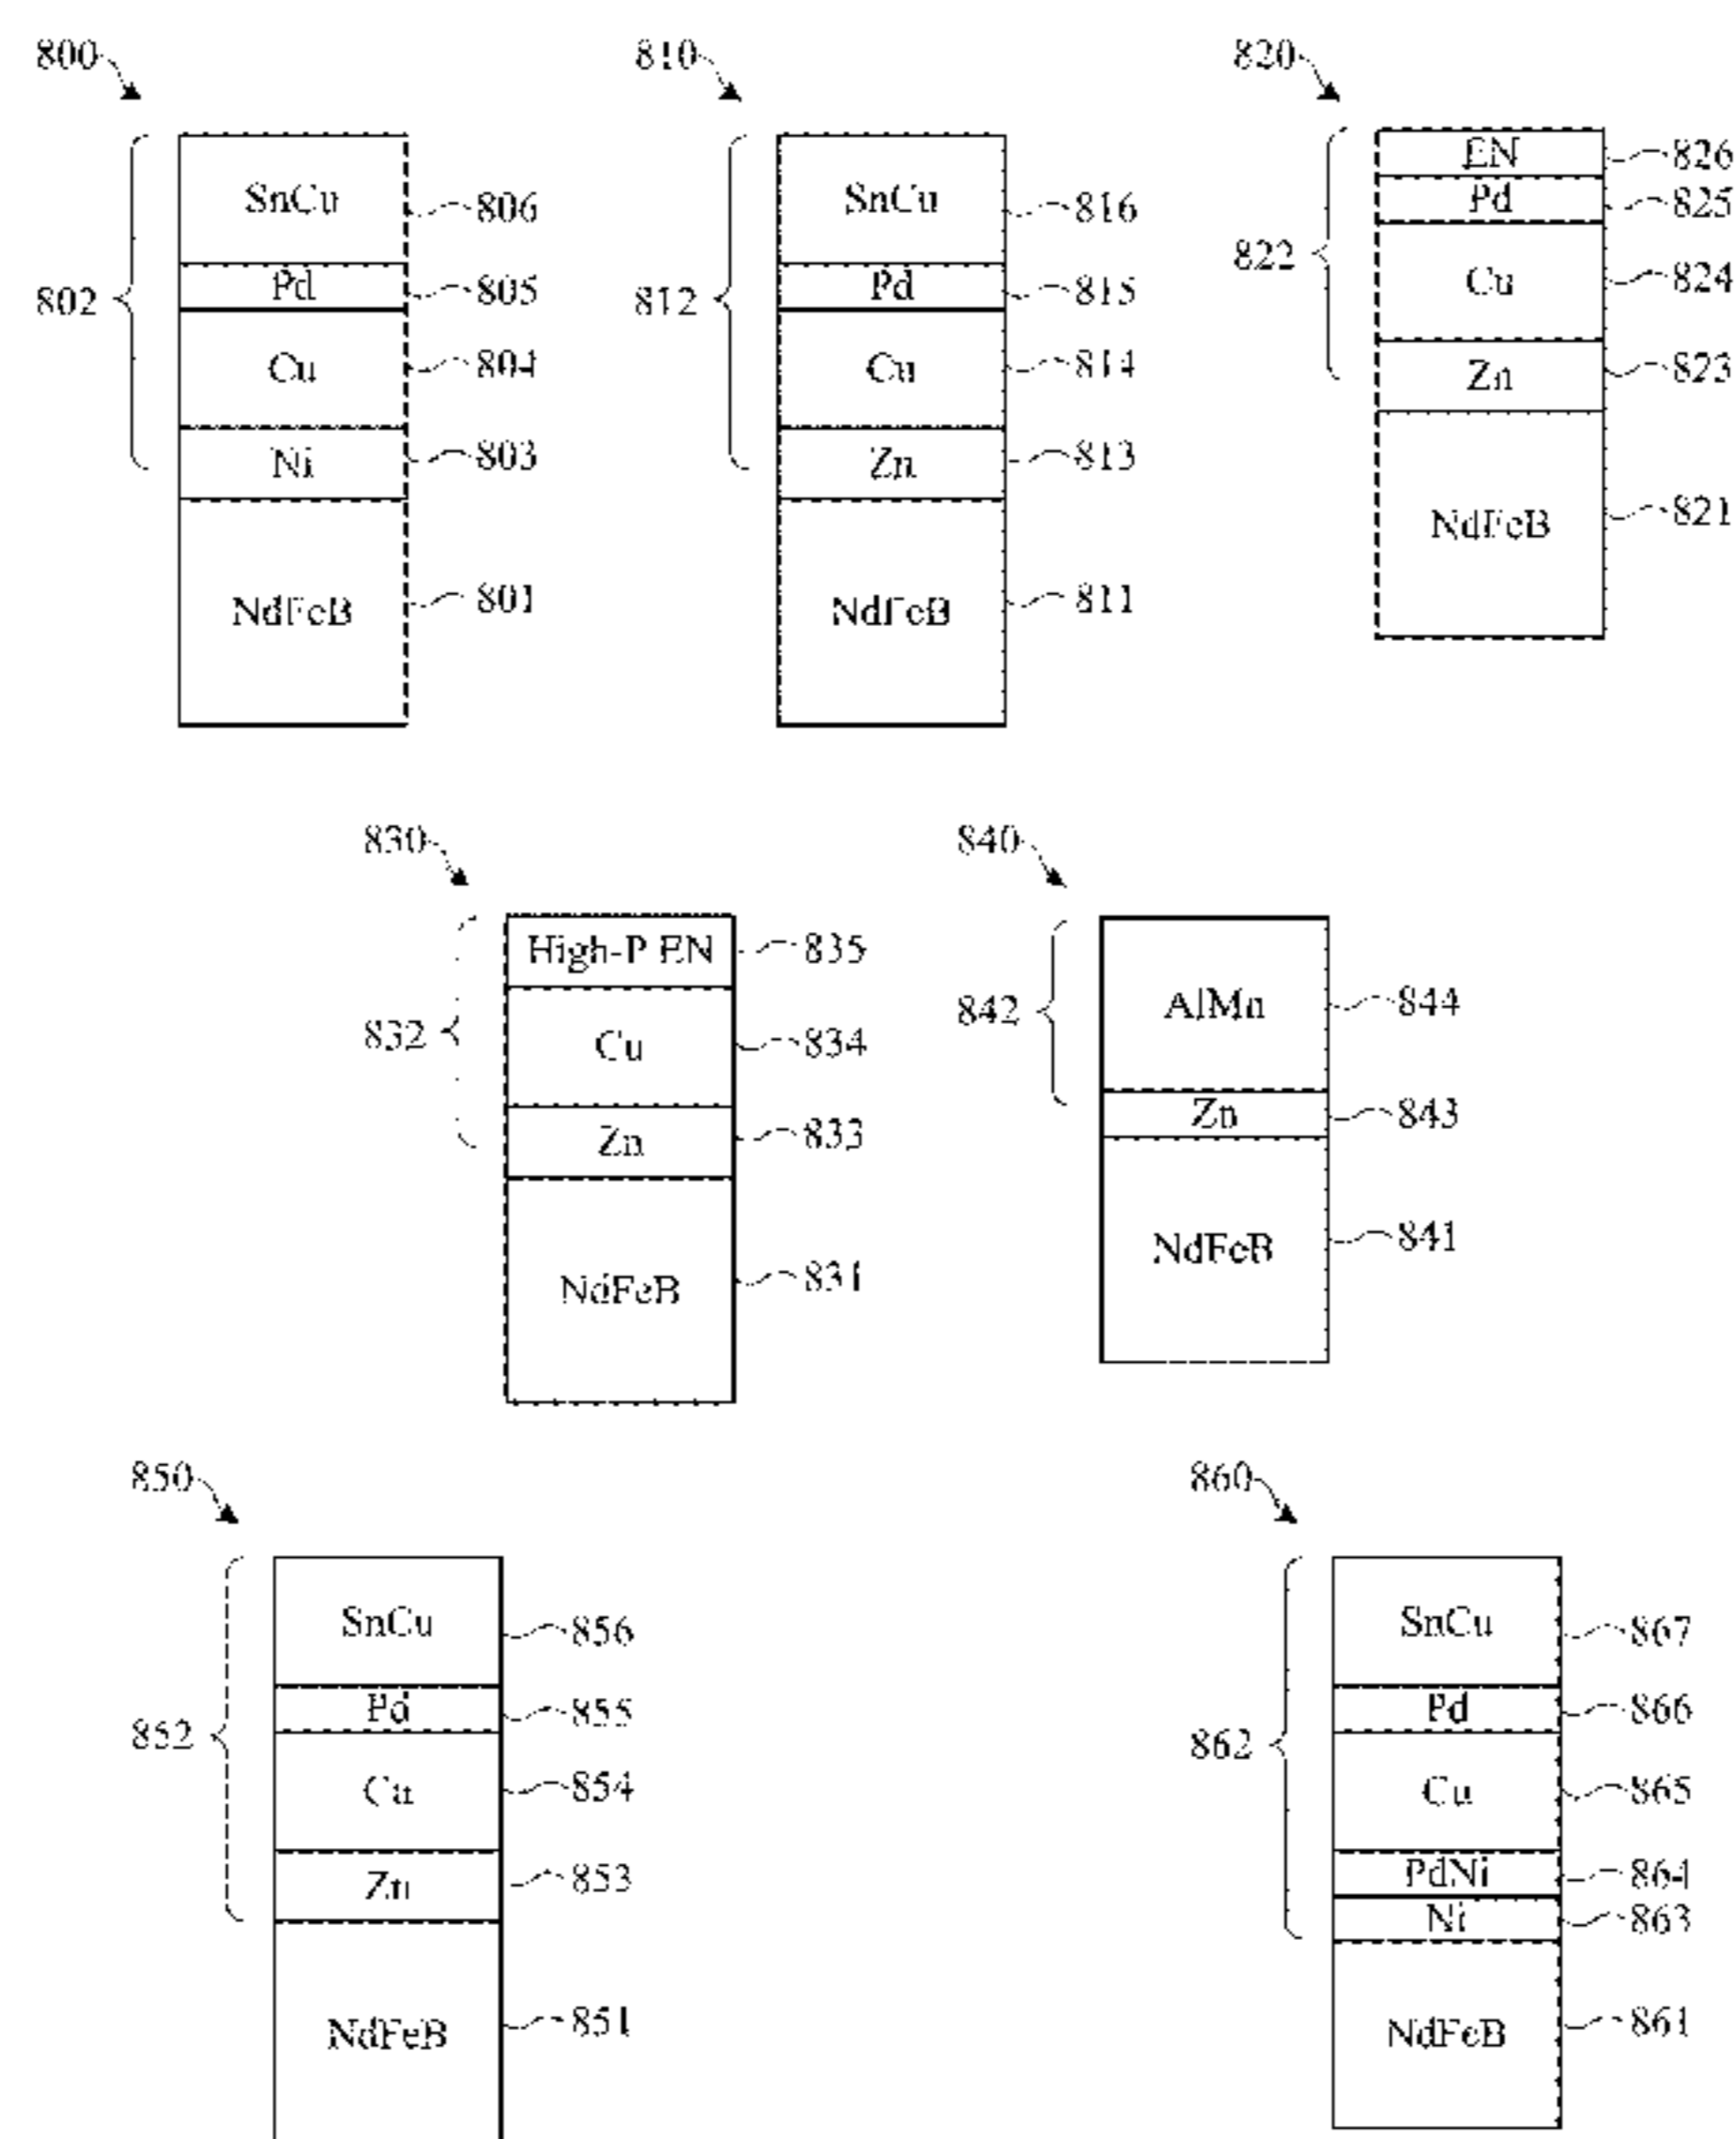 800
810
820
802
SnCu
806
Pd
805
Cu
804
Ni
803
NdFeB
801
812
SnCu
816
Pd
815
Cu
814
Zn
813
NdFeB
811
822
EN
826
Pd
825
Cu
824
Zn
823
NdFeB
821
830
840
832
High-P EN
835
Cu
834
Zn
833
NdFeB
831
842
AlMn
844
Zn
843
NdFeB
841
850
860
852
SnCu
856
Pd
855
Cu
854
Zn
853
NdFeB
851
862
SnCu
867
Pd
866
Cu
865
PdNi
864
Ni
863
NdFeB
861